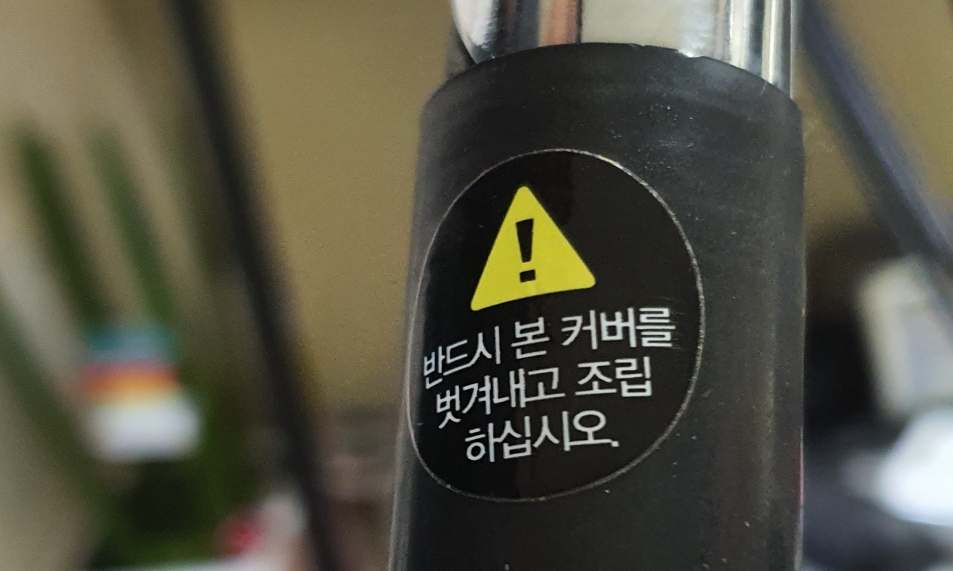 반드시 본 커버를
벗겨내고 조립
하십시오.